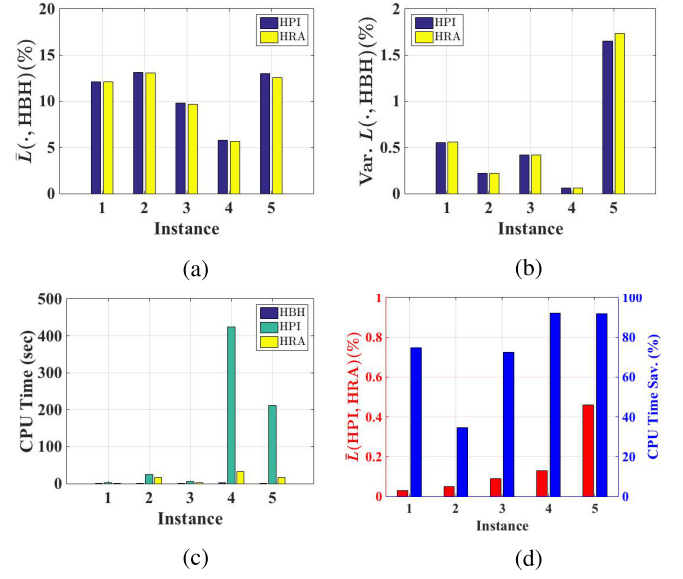 20
15
10
5
0
L̄(·, HBH)(%)
HPI
HRA
1 2 3 4 5
Instance
(a)
2
1.5
1
0.5
0
Var. L(·, HBH)(%)
HPI
HRA
1 2 3 4 5
Instance
(b)
500
400
300
200
100
0
CPU Time (sec)
HBH
HPI
HRA
1 2 3 4 5
Instance
(c)
1
0.8
0.6
0.4
0.2
0
L̄(HPI, HRA)(%)
100
80
60
40
20
0
CPU Time Sav. (%)
1 2 3 4 5
Instance
(d)